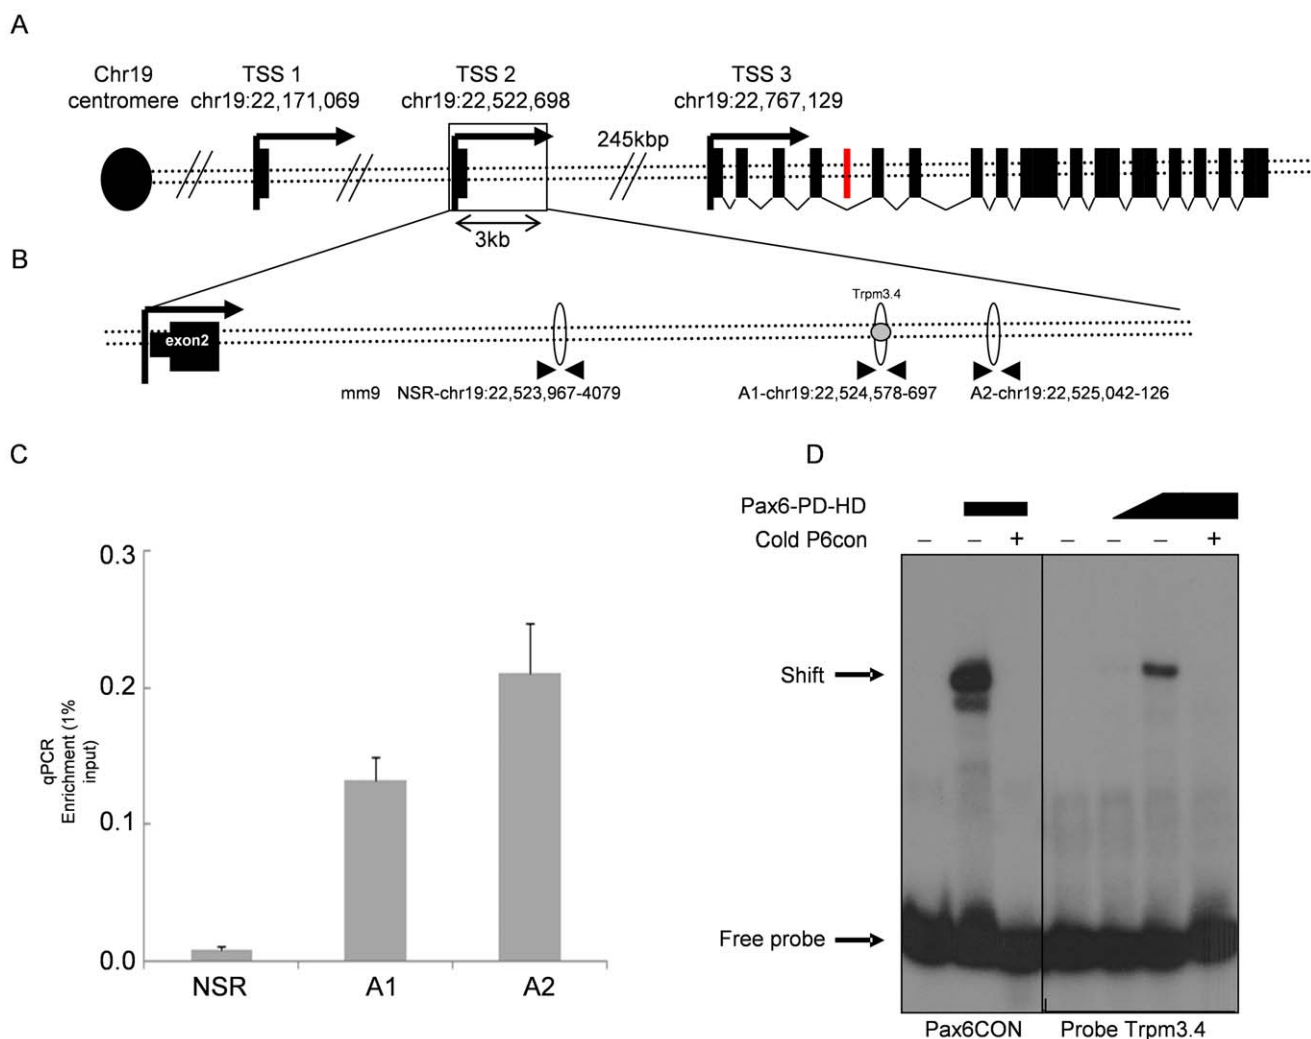 A
Chr19
centromere
TSS 1
chr19:22,171,069
TSS 2
chr19:22,522,698
TSS 3
chr19:22,767,129
245kbp
3kb
B
exon2
Trpm3.4
mm9
NSR-chr19:22,523,967-4079
A1-chr19:22,524,578-697
A2-chr19:22,525,042-126
C
qPCR
Enrichment (1%
input)
0.3
0.2
0.1
0.0
NSR
A1
A2
D
Pax6-PD-HD
Cold P6con
– – + – – – +
Shift
Free probe
Pax6CON
Probe Trpm3.4